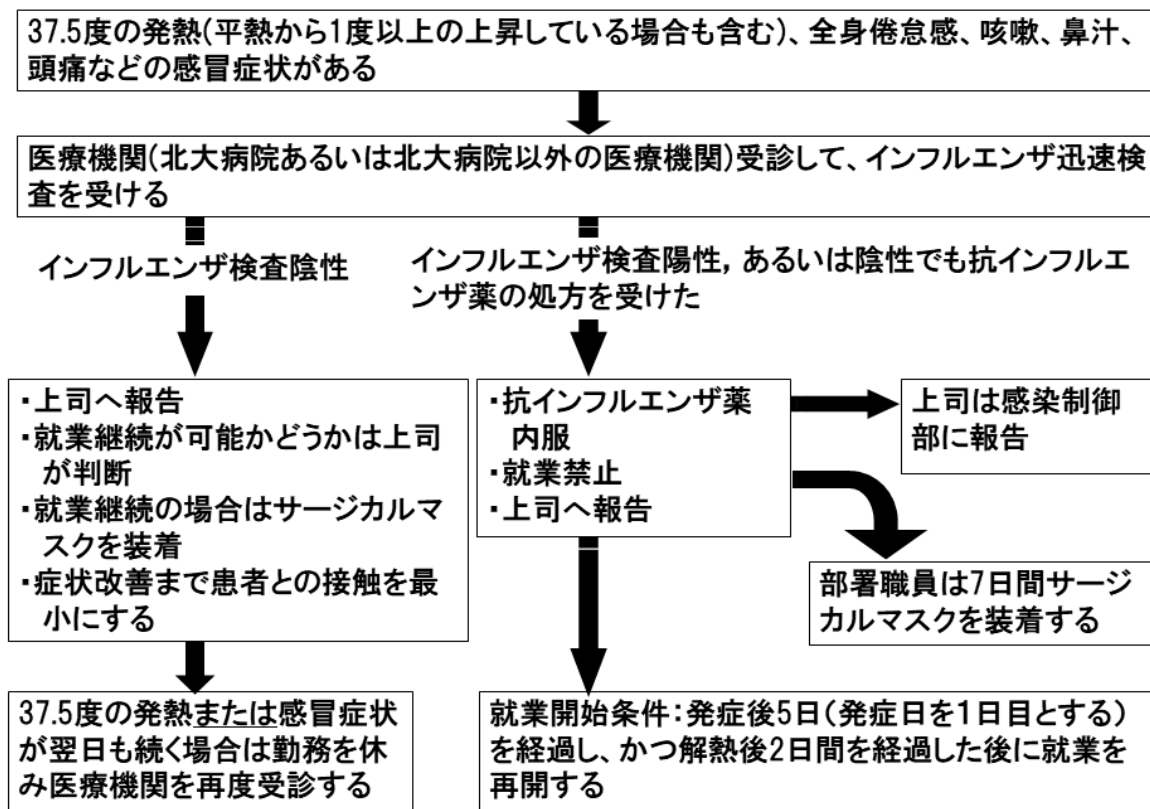 37.5度の発熱(平熱から1度以上の上昇している場合も含む)、全身倦怠感、咳嗽、鼻汁、
頭痛などの感冒症状がある
医療機関(北大病院あるいは北大病院以外の医療機関)受診して、インフルエンザ迅速検
査を受ける
インフルエンザ検査陰性
インフルエンザ検査陽性, あるいは陰性でも抗インフルエ
ンザ薬の処方を受けた
・上司へ報告
・就業継続が可能かどうかは上司
が判断
・就業継続の場合はサージカルマ
スクを装着
・症状改善まで患者との接触を最
小にする
・抗インフルエンザ薬
内服
・就業禁止
・上司へ報告
上司は感染制御
部に報告
部署職員は7日間サージ
カルマスクを装着する
37.5度の発熱または感冒症状
が翌日も続く場合は勤務を休
み医療機関を再度受診する
就業開始条件：発症後5日(発症日を1日目とする)
を経過し、かつ解熱後2日間を経過した後に就業を
再開する